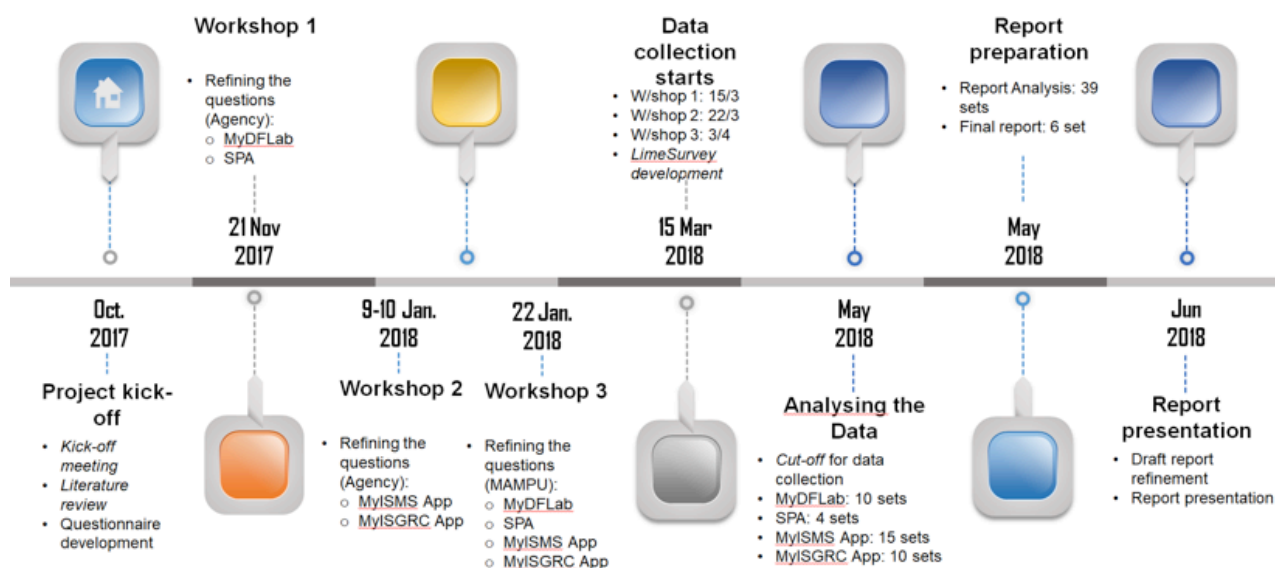 Workshop 1
• Refining the
questions (Agency):
o MyDFLab
o SPA
21 Nov
2017
Data
collection
starts
• W/shop 1: 15/3
• W/shop 2: 22/3
• W/shop 3: 3/4
• LimeSurvey
development
15 Mar
2018
Report
preparation
• Report Analysis: 39
sets
• Final report: 6 set
May
2018
Oct.
2017
Project kick-
off
• Kick-off
meeting
• Literature
review
• Questionnaire
development
9-10 Jan.
2018
Workshop 2
• Refining the
questions
(Agency):
o MyISMS App
o MyISGRC App
22 Jan.
2018
Workshop 3
• Refining the
questions
(MAMPU):
o MyDFLab
o SPA
o MyISMS App
o MyISGRC App
May
2018
Analysing the
Data
• Cut-off for data
collection
• MyDFLab: 10 sets
• SPA: 4 sets
• MyISMS App: 15 sets
• MyISGRC App: 10 sets
Jun
2018
Report
presentation
• Draft report
refinement
• Report presentation